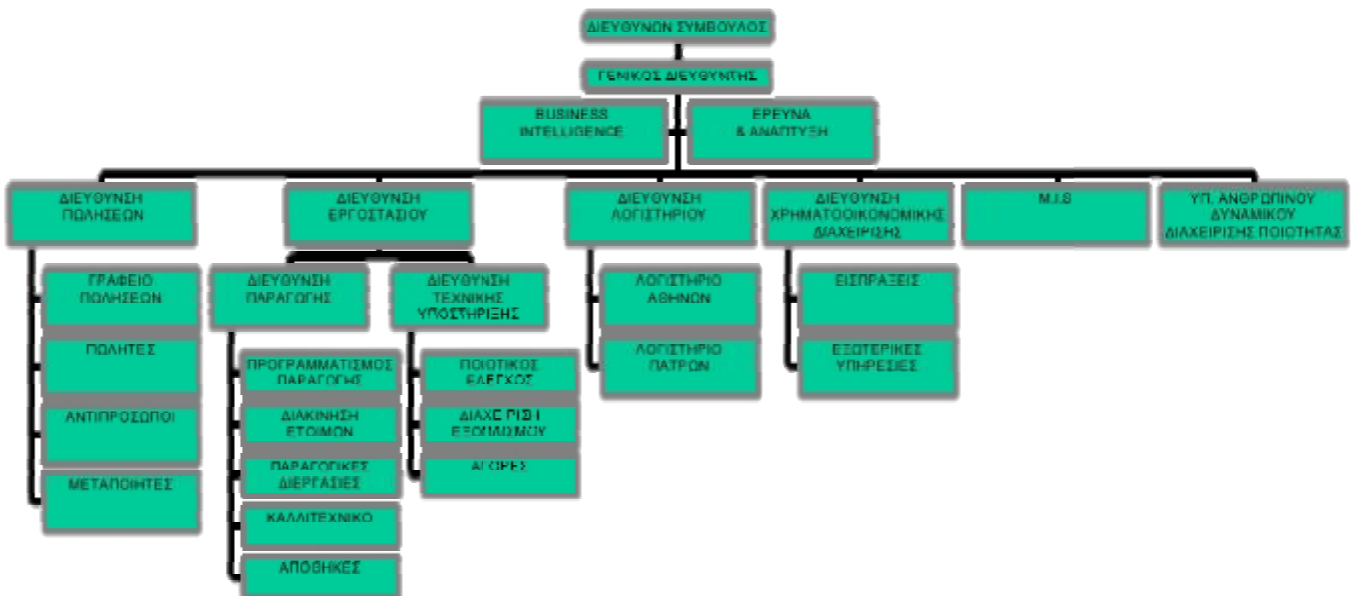 ΔΙΕΥΘΥΝΩΝ ΣΥΜΒΟΥΛΟΣ
ΓΕΝΙΚΟΣ ΔΙΕΥΘΥΝΤΗΣ
BUSINESS
INTELLIGENCE
ΕΡΕΥΝΑ
& ΑΝΑΠΤΥΞΗ
ΔΙΕΥΘΥΝΣΗ
ΠΩΛΗΣΕΩΝ
ΔΙΕΥΘΥΝΣΗ
ΕΡΓΟΣΤΑΣΙΟΥ
ΔΙΕΥΘΥΝΣΗ
ΛΟΓΙΣΤΗΡΙΟΥ
ΔΙΕΥΘΥΝΣΗ
ΧΡΗΜΑΤΟΟΙΚΟΝΟΜΙΚΗΣ
ΔΙΑΧΕΙΡΙΣΗΣ
M.I.S
ΥΠ. ΑΝΘΡΩΠΙΝΟΥ
ΔΥΝΑΜΙΚΟΥ
ΔΙΑΧΕΙΡΙΣΗΣ ΠΟΙΟΤΗΤΑΣ
ΓΡΑΦΕΙΟ
ΠΩΛΗΣΕΩΝ
ΠΩΛΗΤΕΣ
ΑΝΤΙΠΡΟΣΩΠΟΙ
ΜΕΤΑΠΟΙΗΤΕΣ
ΔΙΕΥΘΥΝΣΗ
ΠΑΡΑΓΩΓΗΣ
ΠΡΟΓΡΑΜΜΑΤΙΣΜΟΣ
ΠΑΡΑΓΩΓΗΣ
ΔΙΑΚΙΝΗΣΗ
ΕΤΟΙΜΩΝ
ΠΑΡΑΓΩΓΙΚΕΣ
ΔΙΕΡΓΑΣΙΕΣ
ΚΑΛΛΙΤΕΧΝΙΚΟ
ΑΠΟΘΗΚΕΣ
ΔΙΕΥΘΥΝΣΗ
ΤΕΧΝΙΚΗΣ
ΥΠΟΣΤΗΡΙΞΗΣ
ΠΟΙΟΤΙΚΟΣ
ΕΛΕΓΧΟΣ
ΔΙΑΧΕΙΡΙΣΗ
ΕΞΟΠΛΙΣΜΟΥ
ΑΓΟΡΕΣ
ΛΟΓΙΣΤΗΡΙΟ
ΑΘΗΝΩΝ
ΛΟΓΙΣΤΗΡΙΟ
ΠΑΤΡΩΝ
ΕΙΣΠΡΑΞΕΙΣ
ΕΞΩΤΕΡΙΚΕΣ
ΥΠΗΡΕΣΙΕΣ